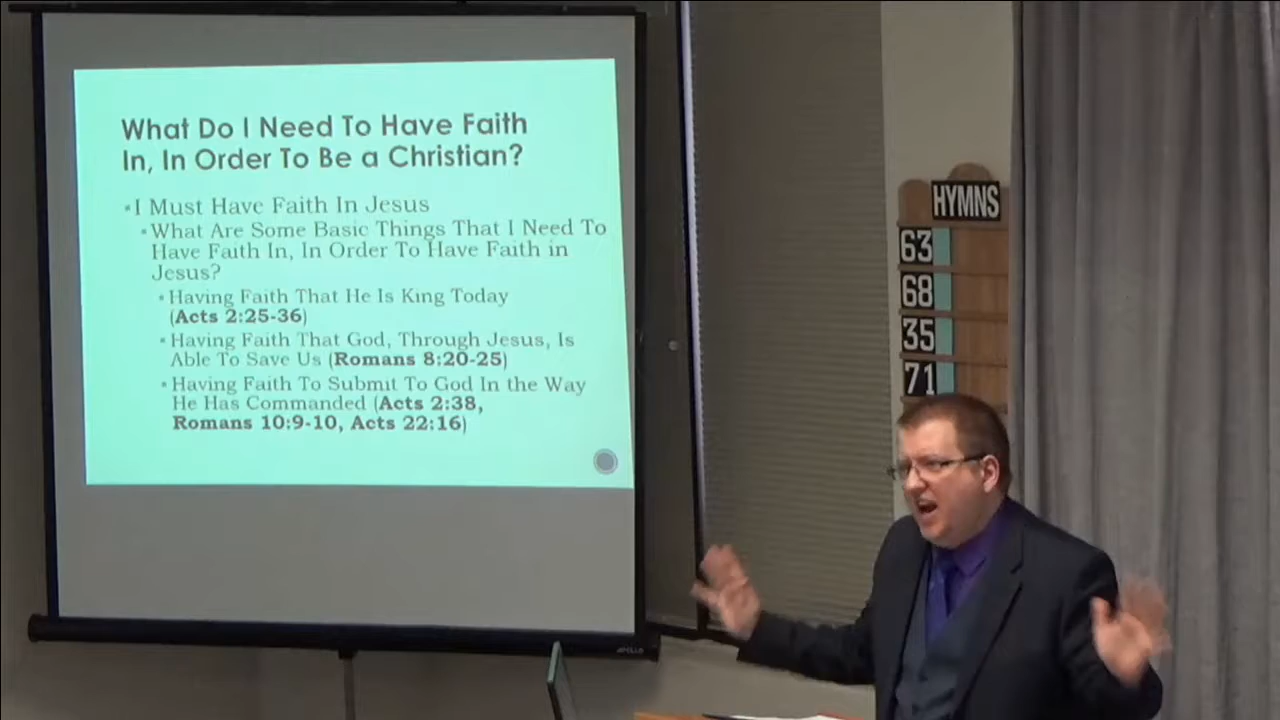 What Do I Need To Have Faith
In, In Order To Be a Christian?
I Must Have Faith In Jesus
What Are Some Basic Things That I Need To
Have Faith In, In Order To Have Faith in
Jesus?
Having Faith That He Is King Today
(Acts 2:25-36)
Having Faith That God, Through Jesus, Is
Able To Save Us (Romans 8:20-25)
Having Faith To Submit To God In the Way
He Has Commanded (Acts 2:38,
Romans 10:9-10, Acts 22:16)
APOLLO
HYMNS
63
68
35
71